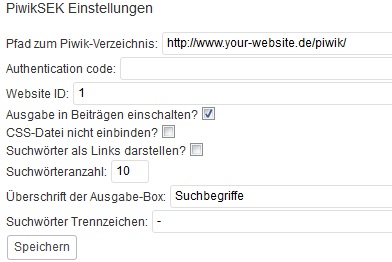 PiwikSEK Einstellungen
Pfad zum Piwik-Verzeichnis: http://www.your-website.de/piwik/
Authentication code:
Website ID: 1
Ausgabe in Beiträgen einschalten?
CSS-Datei nicht einbinden?
Suchwörter als Links darstellen?
Suchwörteranzahl: 10
Überschrift der Ausgabe-Box: Suchbegriffe
Suchwörter Trennzeichen: -
Speichern